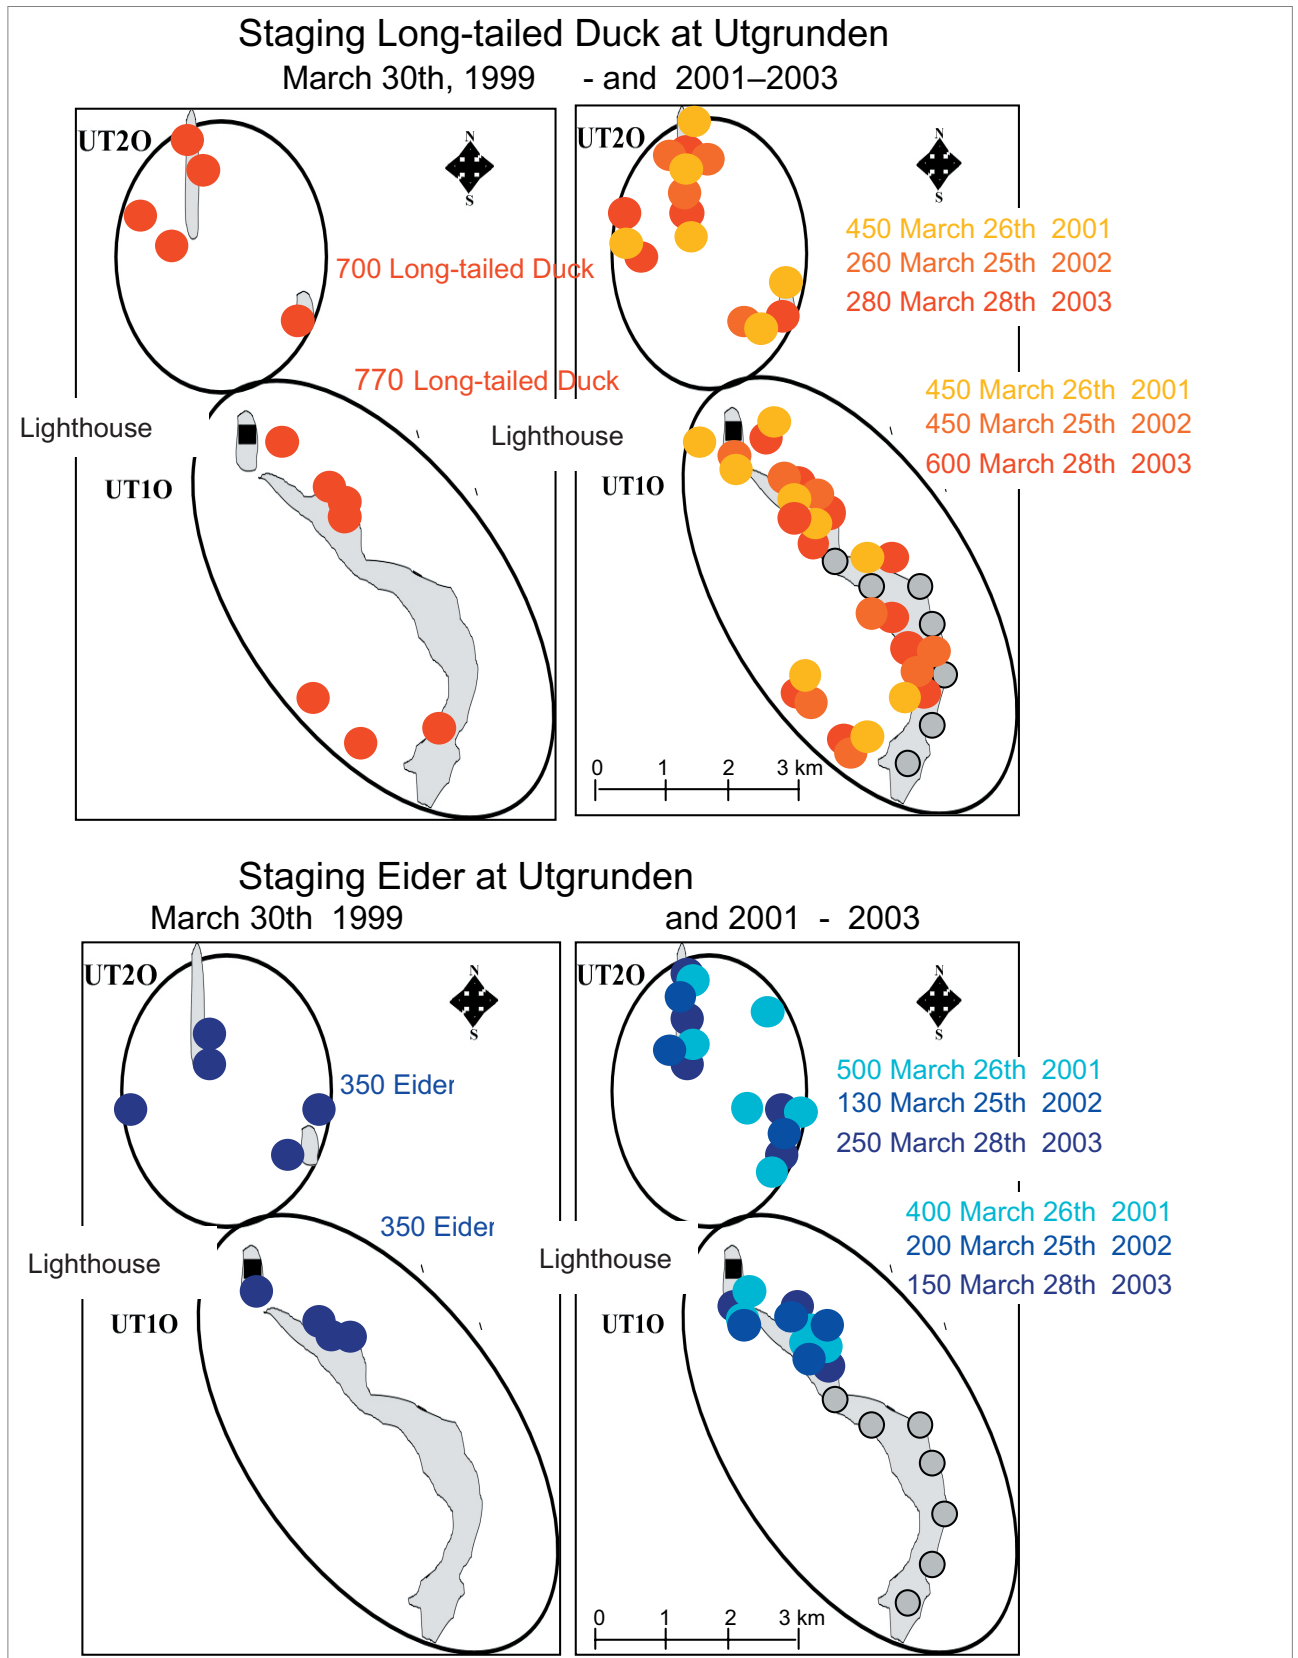 Staging Long-tailed Duck at Utgrunden
March 30th, 1999 - and 2001–2003
UT2O
N
S
700 Long-tailed Duck
770 Long-tailed Duck
Lighthouse
UT1O
UT2O
N
S
450 March 26th 2001
260 March 25th 2002
280 March 28th 2003
450 March 26th 2001
450 March 25th 2002
600 March 28th 2003
Lighthouse
UT1O
0 1 2 3 km
Staging Eider at Utgrunden
March 30th 1999 and 2001 - 2003
UT2O
N
S
350 Eider
350 Eider
Lighthouse
UT1O
UT2O
N
S
500 March 26th 2001
130 March 25th 2002
250 March 28th 2003
400 March 26th 2001
200 March 25th 2002
150 March 28th 2003
Lighthouse
UT1O
0 1 2 3 km